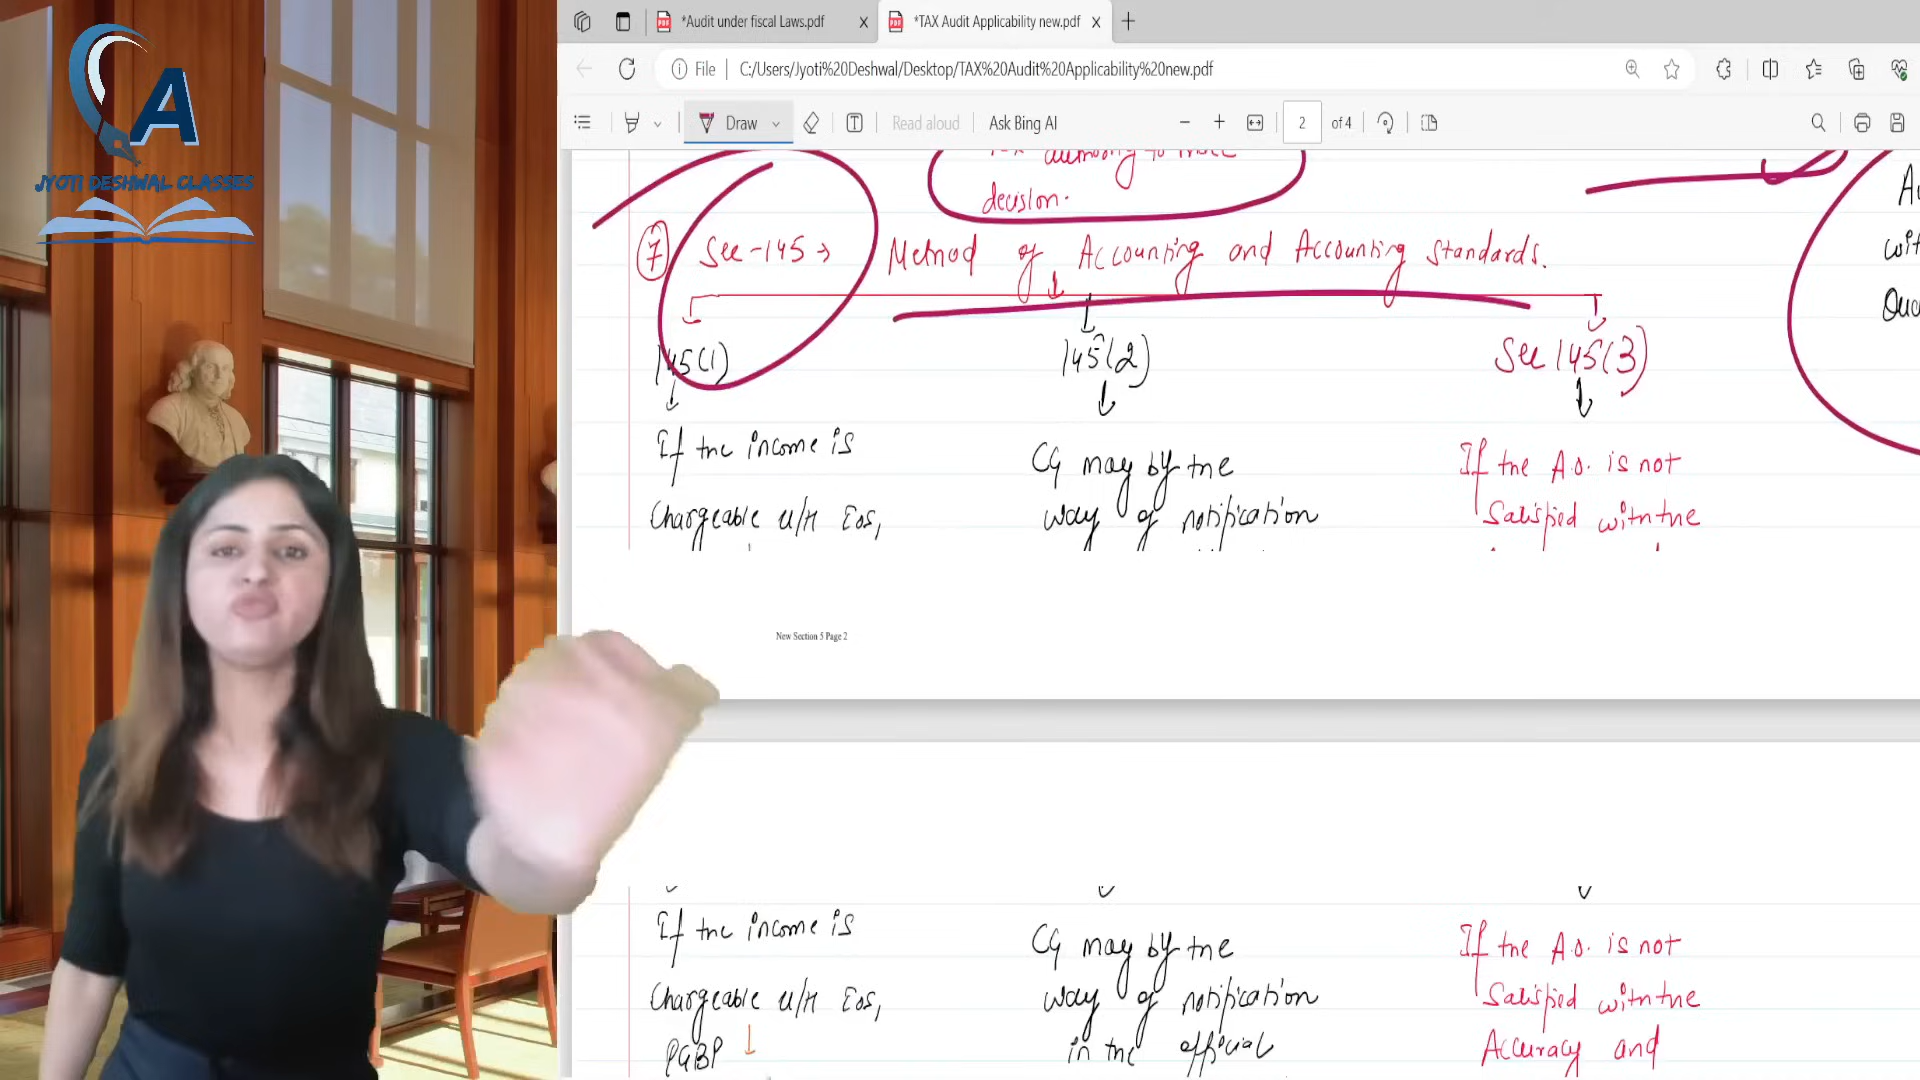 *Audit under fiscal Laws.pdf
*TAX Audit Applicability new.pdf
File C:/Users/Jyoti%20Deshwal/Desktop/TAX%20Audit%20Applicability%20new.pdf
Draw Read aloud Ask Bing AI 2 of 4
CA
JYOTI DESHWAL CLASSES
authority to
decision.
7 Sec-145 → Method of Accounting and Accounting Standards.
145(1) 145(2) Sec 145(3)
If the income is
Chargeable u/H EOS,
CG may by the
way of notification
If the A.O. is not
Satisfied with the
New Section 5 Page 2
If the income is
Chargeable u/H EOS,
PGBP
CG may by the
way of notification
in the official
If the A.O. is not
Satisfied with the
Accuracy and